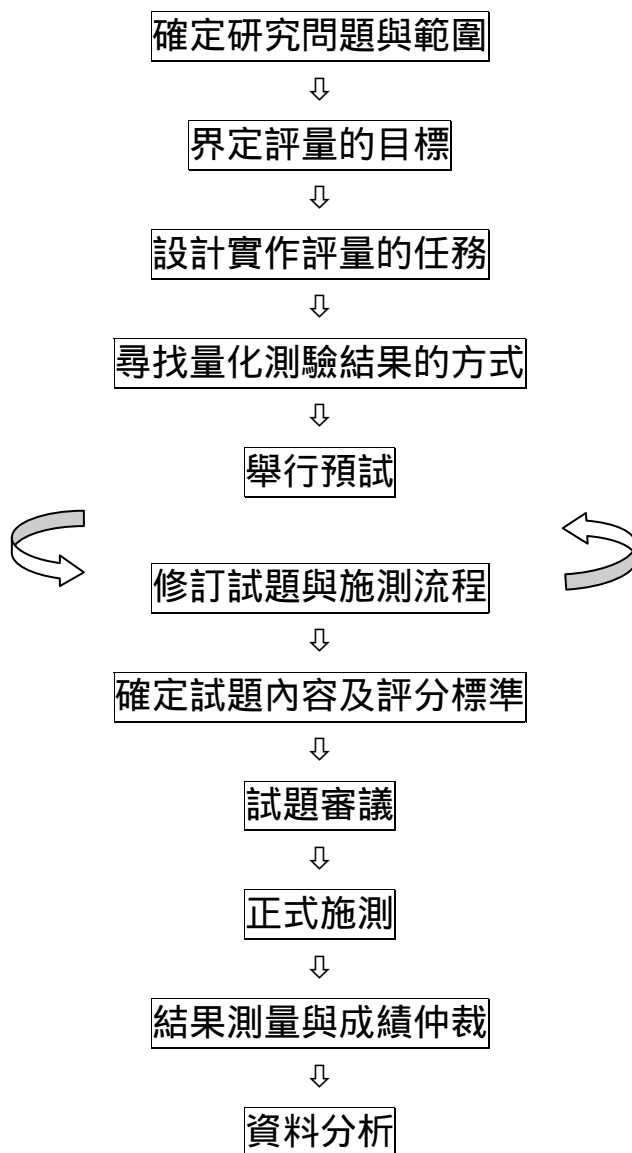 確定研究問題與範圍
⇩
界定評量的目標
⇩
設計實作評量的任務
⇩
尋找量化測驗結果的方式
⇩
舉行預試
修訂試題與施測流程
⇩
確定試題內容及評分標準
⇩
試題審議
⇩
正式施測
⇩
結果測量與成績仲裁
⇩
資料分析